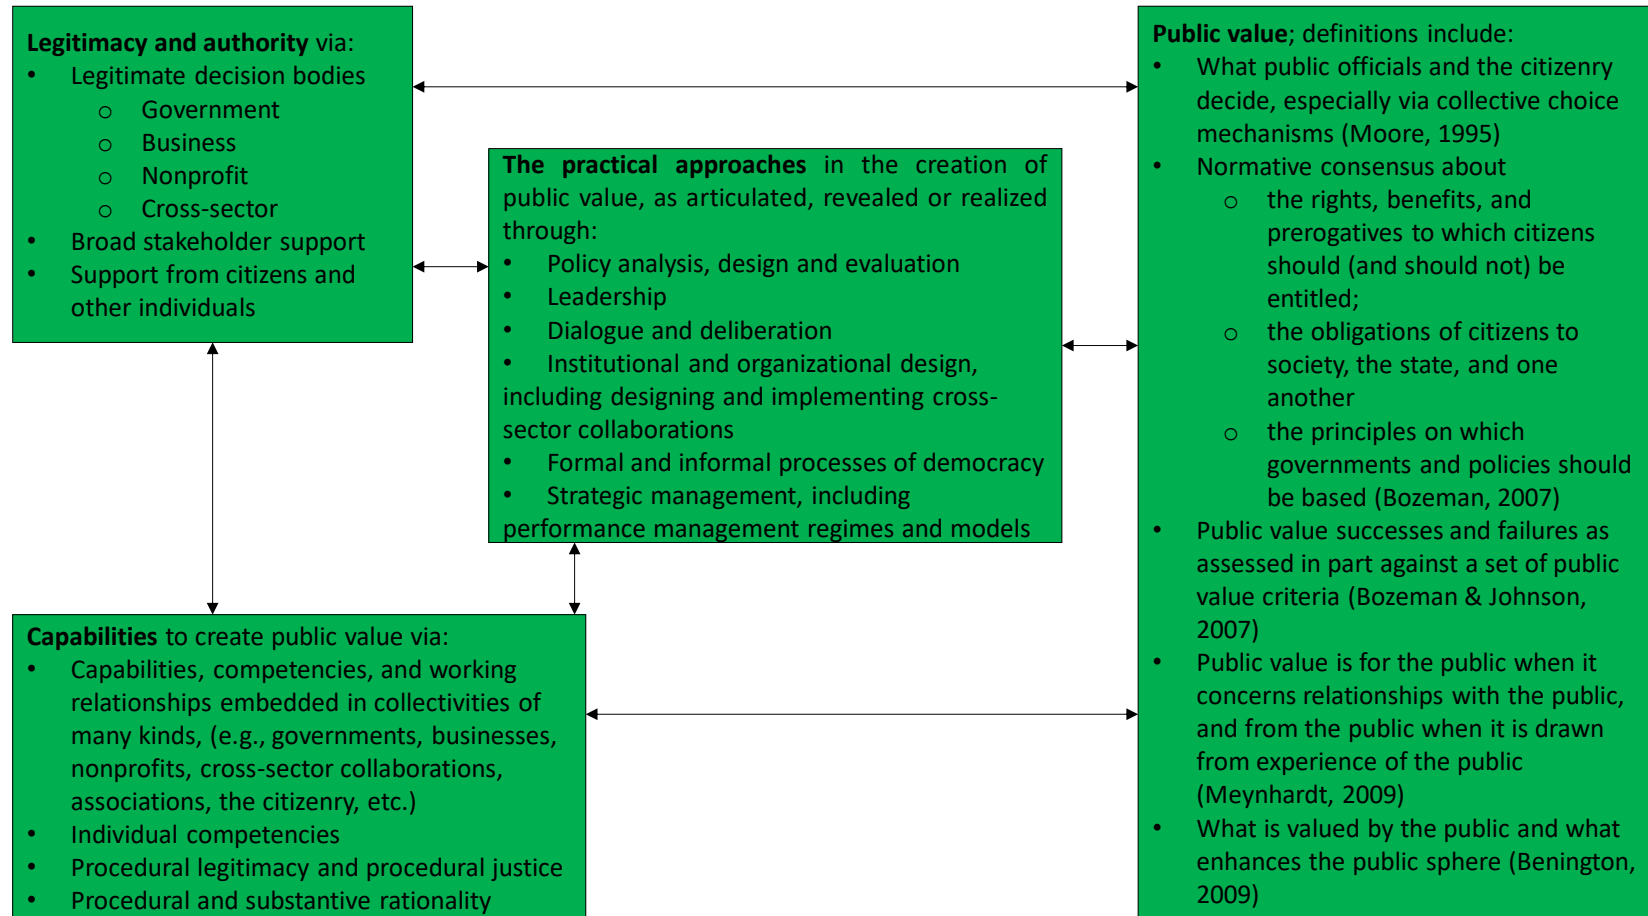 Legitimacy and authority via:
• Legitimate decision bodies
o Government
o Business
o Nonprofit
o Cross-sector
• Broad stakeholder support
• Support from citizens and
other individuals
The practical approaches in the creation of
public value, as articulated, revealed or realized
through:
• Policy analysis, design and evaluation
• Leadership
• Dialogue and deliberation
• Institutional and organizational design,
including designing and implementing cross-
sector collaborations
• Formal and informal processes of democracy
• Strategic management, including
performance management regimes and models
Capabilities to create public value via:
• Capabilities, competencies, and working
relationships embedded in collectivities of
many kinds, (e.g., governments, businesses,
nonprofits, cross-sector collaborations,
associations, the citizenry, etc.)
• Individual competencies
• Procedural legitimacy and procedural justice
• Procedural and substantive rationality
Public value; definitions include:
• What public officials and the citizenry
decide, especially via collective choice
mechanisms (Moore, 1995)
• Normative consensus about
o the rights, benefits, and
prerogatives to which citizens
should (and should not) be
entitled;
o the obligations of citizens to
society, the state, and one
another
o the principles on which
governments and policies should
be based (Bozeman, 2007)
• Public value successes and failures as
assessed in part against a set of public
value criteria (Bozeman & Johnson,
2007)
• Public value is for the public when it
concerns relationships with the public,
and from the public when it is drawn
from experience of the public
(Meynhardt, 2009)
• What is valued by the public and what
enhances the public sphere (Benington,
2009)